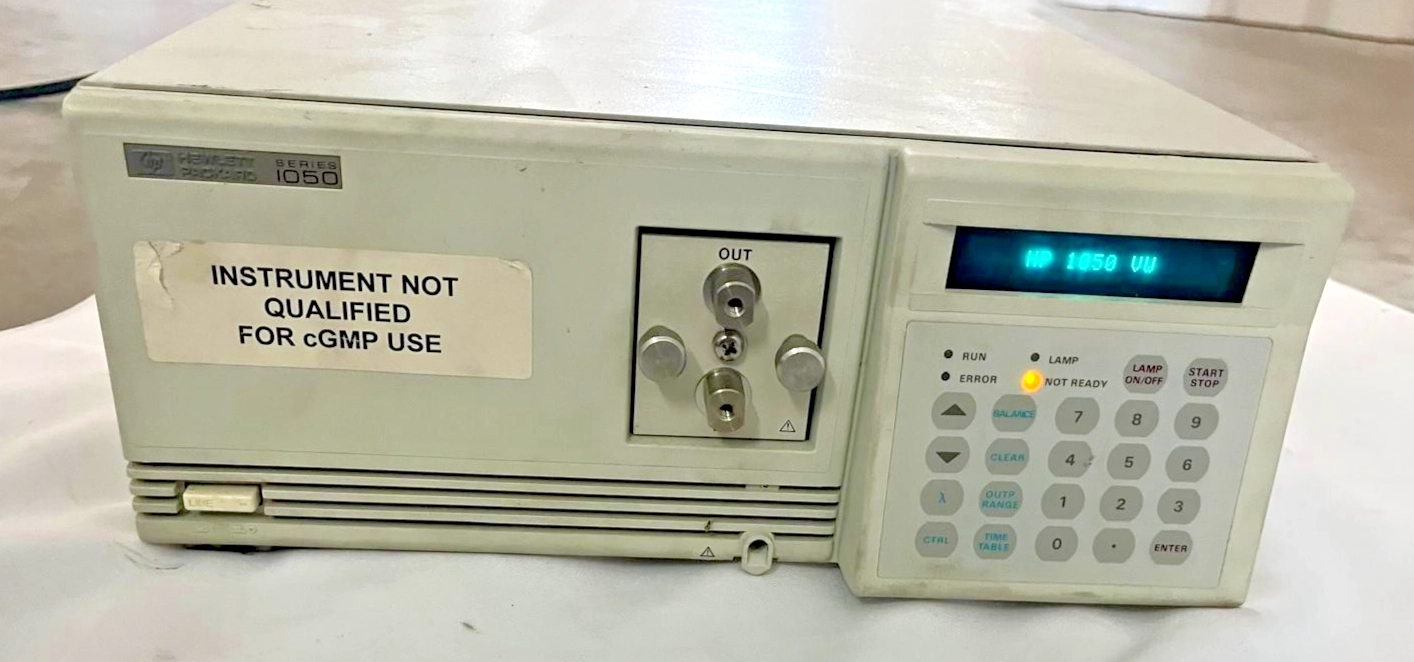 hp HEWLETT PACKARD SERIES 1050
INSTRUMENT NOT
QUALIFIED
FOR cGMP USE
OUT
HP 1050 VW
RUN
LAMP
ERROR
NOT READY
LAMP ON/OFF
START STOP
BALANCE
7
8
9
CLEAR
4
5
6
λ
OUTP RANGE
1
2
3
CTRL
TIME TABLE
0
.
ENTER
LINE